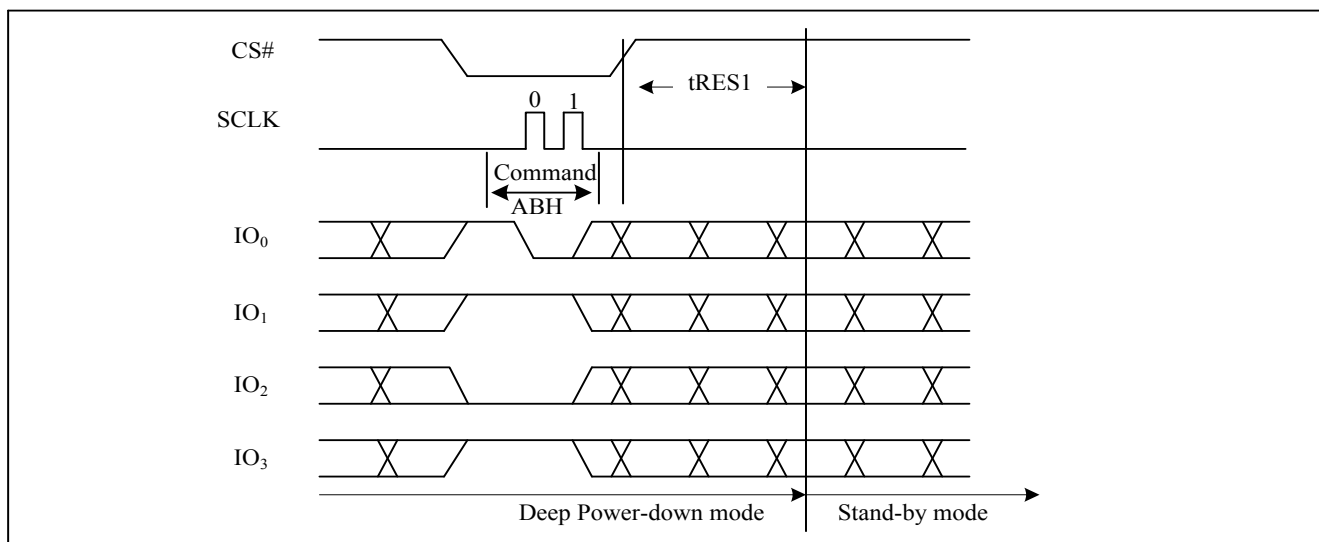 CS#
tRES1
0 1
SCLK
Command
ABH
IO0
IO1
IO2
IO3
Deep Power-down mode Stand-by mode